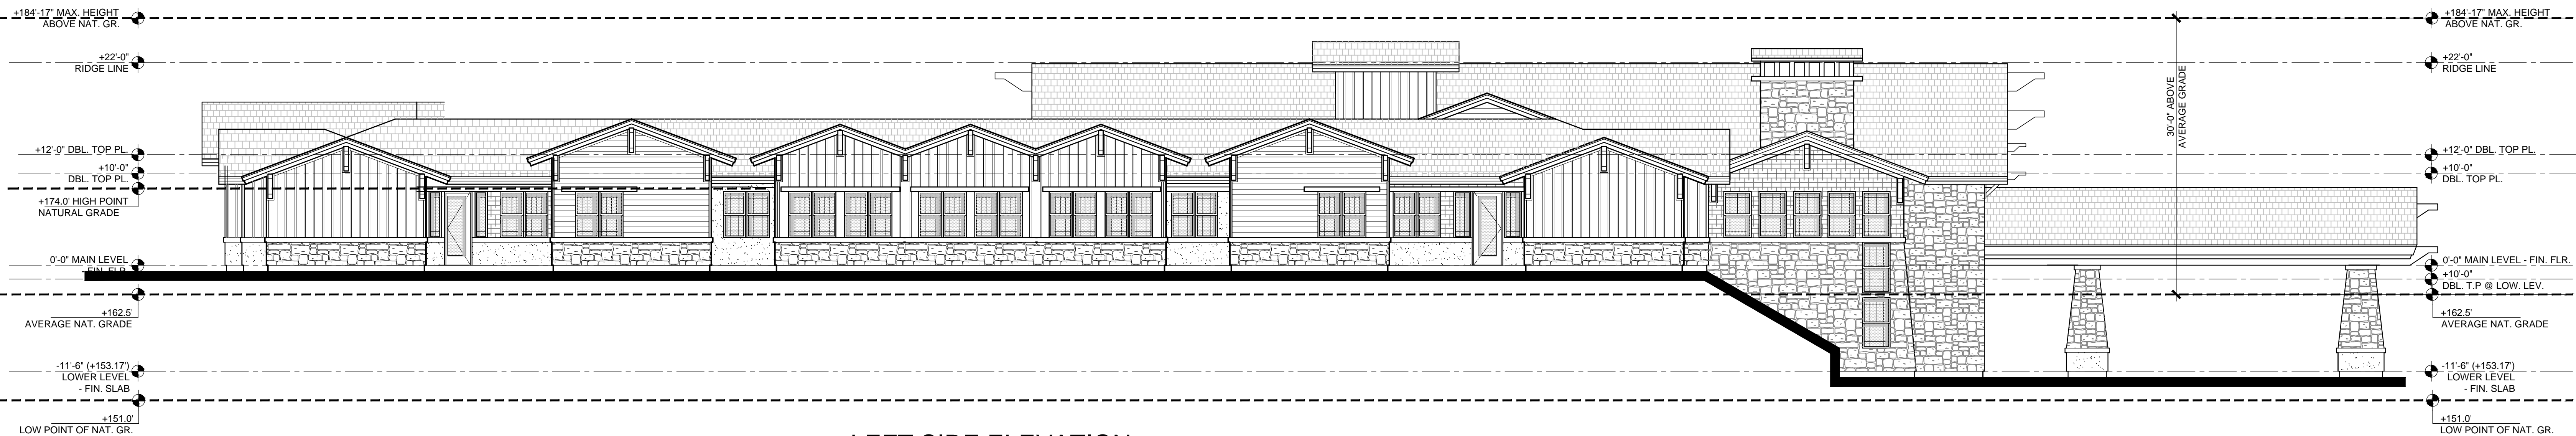 +184'-17" MAX. HEIGHT
ABOVE NAT. GR.
+22'-0"
RIDGE LINE
+12'-0" DBL. TOP PL.
+10'-0"
DBL. TOP PL.
+174.0' HIGH POINT
NATURAL GRADE
0'-0" MAIN LEVEL
FIN. FLR.
+162.5'
AVERAGE NAT. GRADE
-11'-6" (+153.17')
LOWER LEVEL
- FIN. SLAB
+151.0'
LOW POINT OF NAT. GR.
LEFT SIDE ELEVATION
30'-0" ABOVE
AVERAGE GRADE
+184'-17" MAX. HEIGHT
ABOVE NAT. GR.
+22'-0"
RIDGE LINE
+12'-0" DBL. TOP PL.
+10'-0"
DBL. TOP PL.
0'-0" MAIN LEVEL - FIN. FLR.
+10'-0"
DBL. T.P @ LOW. LEV.
+162.5'
AVERAGE NAT. GRADE
-11'-6" (+153.17')
LOWER LEVEL
- FIN. SLAB
+151.0'
LOW POINT OF NAT. GR.